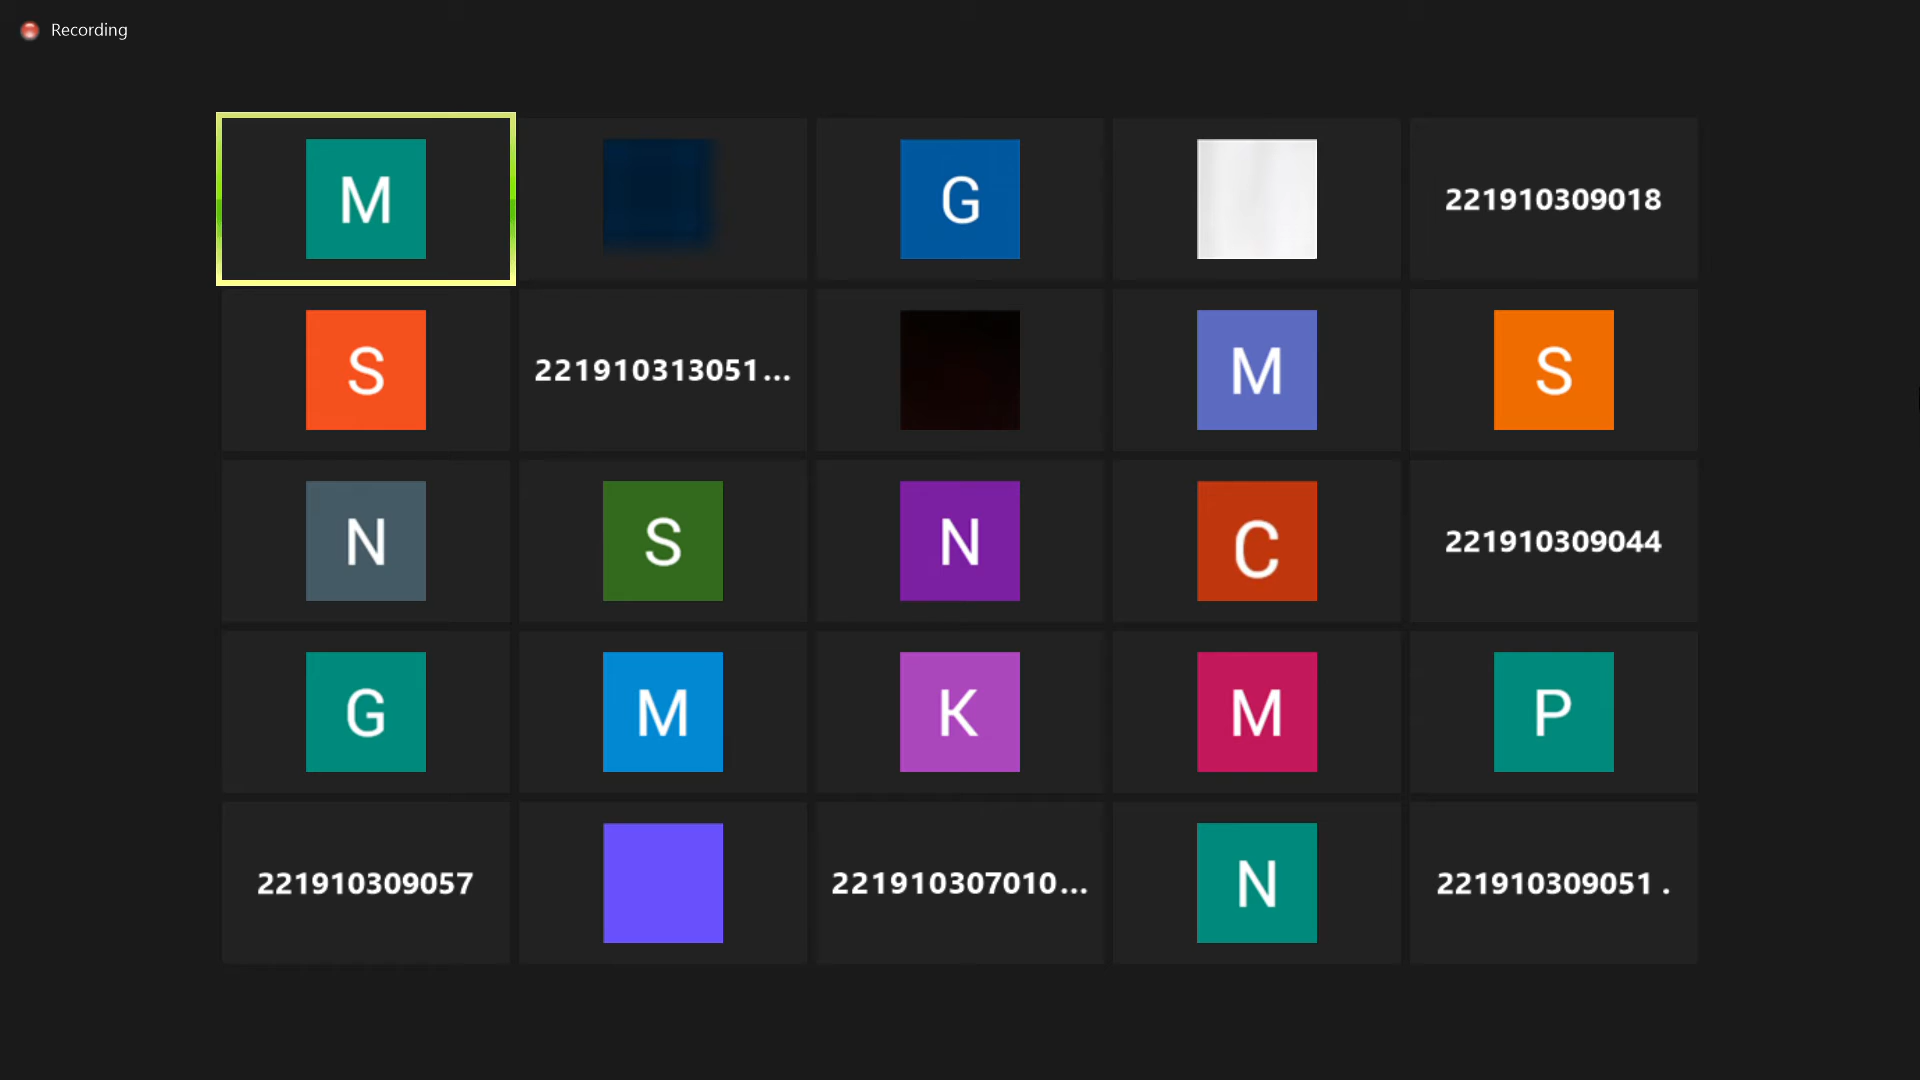 Recording
M
G
221910309018
S
221910313051...
M
S
N
S
N
C
221910309044
G
M
K
M
P
221910309057
221910307010...
N
221910309051 .